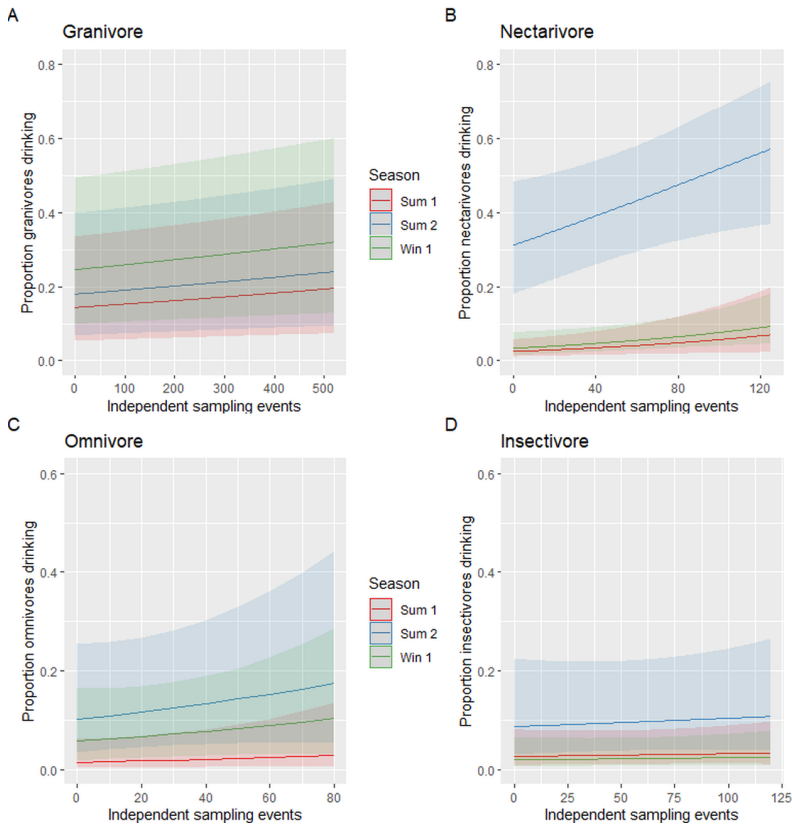 A
Granivore
0.8
0.6
0.4
0.2
0.0
Proportion granivores drinking
0 100 200 300 400 500
Independent sampling events
Season
Sum 1
Sum 2
Win 1
B
Nectarivore
0.8
0.6
0.4
0.2
0.0
Proportion nectarivores drinking
0 40 80 120
Independent sampling events
C
Omnivore
0.6
0.4
0.2
0.0
Proportion omnivores drinking
0 20 40 60 80
Independent sampling events
Season
Sum 1
Sum 2
Win 1
D
Insectivore
0.6
0.4
0.2
0.0
Proportion insectivores drinking
0 25 50 75 100 125
Independent sampling events